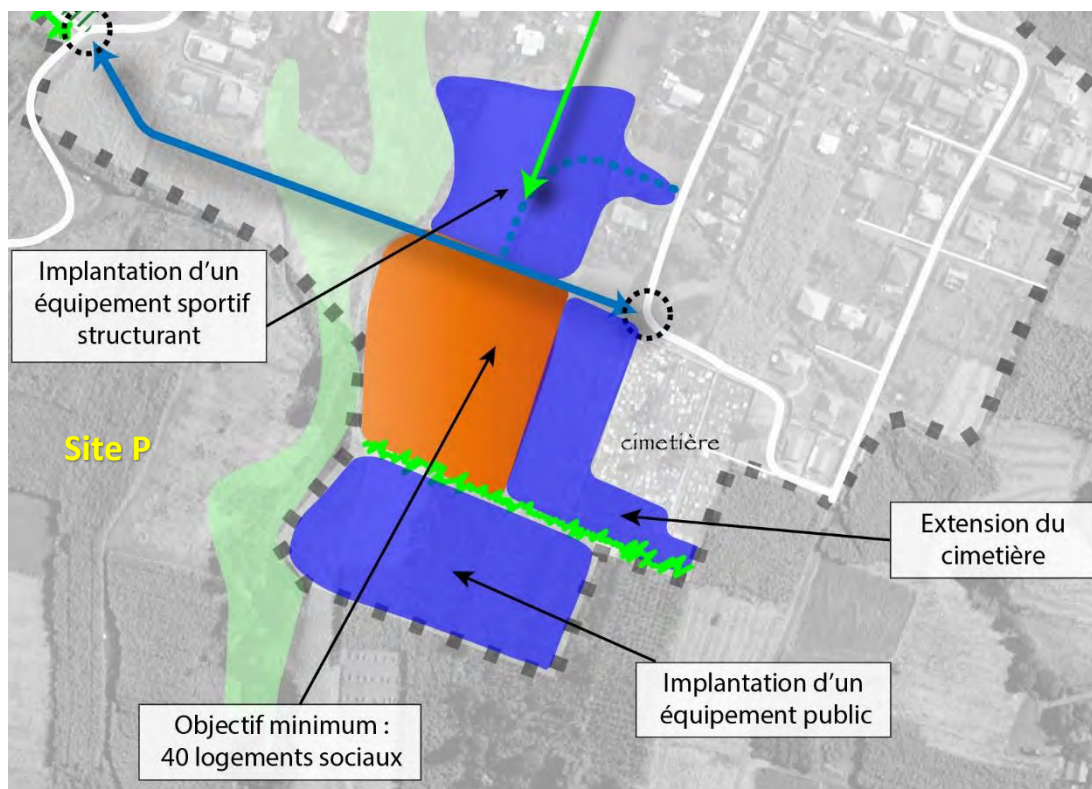 Implantation d'un
équipement sportif
structurant
Site P
cimetière
Extension du
cimetière
Implantation d'un
équipement public
Objectif minimum :
40 logements sociaux